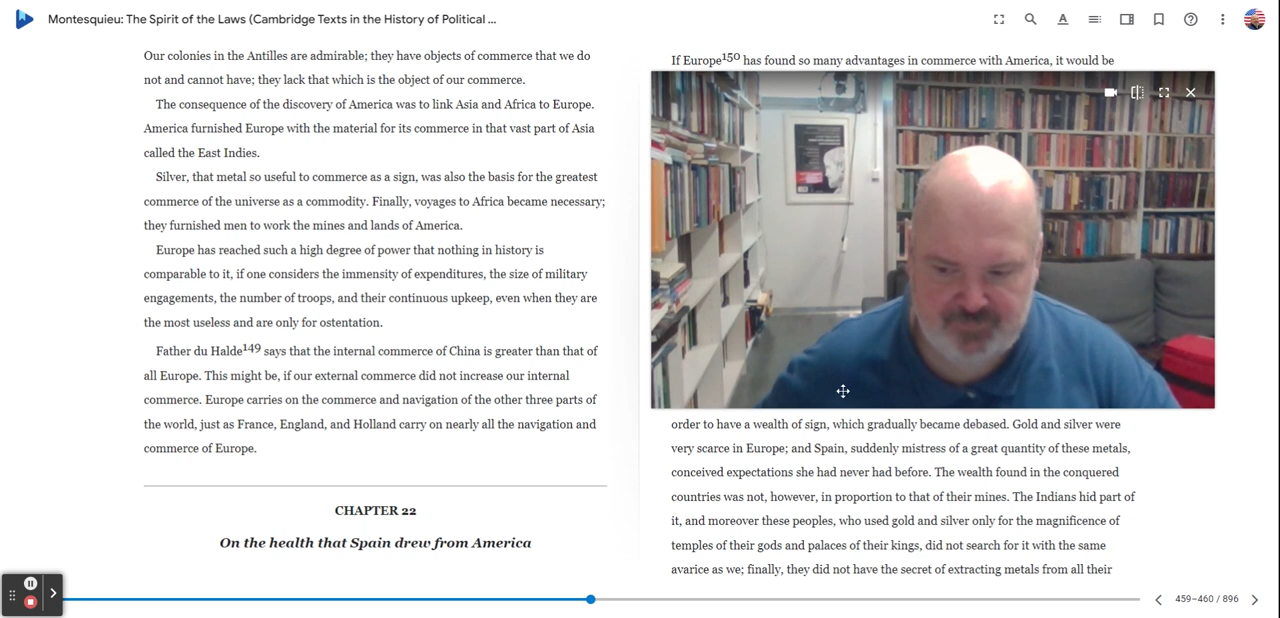 Montesquieu: The Spirit of the Laws (Cambridge Texts in the History of Political ...
Our colonies in the Antilles are admirable; they have objects of commerce that we do
not and cannot have; they lack that which is the object of our commerce.
The consequence of the discovery of America was to link Asia and Africa to Europe.
America furnished Europe with the material for its commerce in that vast part of Asia
called the East Indies.
Silver, that metal so useful to commerce as a sign, was also the basis for the greatest
commerce of the universe as a commodity. Finally, voyages to Africa became necessary;
they furnished men to work the mines and lands of America.
Europe has reached such a high degree of power that nothing in history is
comparable to it, if one considers the immensity of expenditures, the size of military
engagements, the number of troops, and their continuous upkeep, even when they are
the most useless and are only for ostentation.
Father du Halde149 says that the internal commerce of China is greater than that of
all Europe. This might be, if our external commerce did not increase our internal
commerce. Europe carries on the commerce and navigation of the other three parts of
the world, just as France, England, and Holland carry on nearly all the navigation and
commerce of Europe.
CHAPTER 22
On the health that Spain drew from America
If Europe150 has found so many advantages in commerce with America, it would be
order to have a wealth of sign, which gradually became debased. Gold and silver were
very scarce in Europe; and Spain, suddenly mistress of a great quantity of these metals,
conceived expectations she had never had before. The wealth found in the conquered
countries was not, however, in proportion to that of their mines. The Indians hid part of
it, and moreover these peoples, who used gold and silver only for the magnificence of
temples of their gods and palaces of their kings, did not search for it with the same
avarice as we; finally, they did not have the secret of extracting metals from all their
459–460 / 896